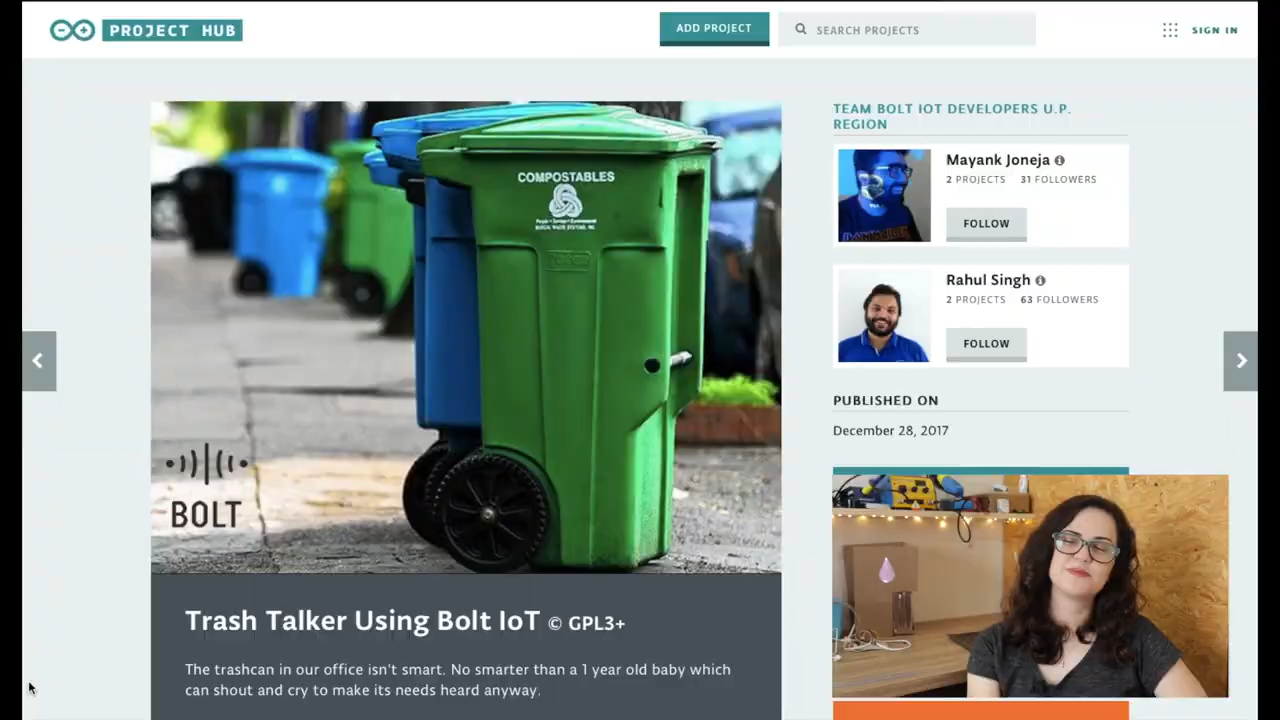 PROJECT HUB
ADD PROJECT
SEARCH PROJECTS
SIGN IN
COMPOSTABLES
BOLT
Trash Talker Using Bolt IoT © GPL3+
The trashcan in our office isn't smart. No smarter than a 1 year old baby which
can shout and cry to make its needs heard anyway.
TEAM BOLT IOT DEVELOPERS U.P.
REGION
Mayank Joneja
2 PROJECTS 31 FOLLOWERS
FOLLOW
Rahul Singh
2 PROJECTS 63 FOLLOWERS
FOLLOW
PUBLISHED ON
December 28, 2017